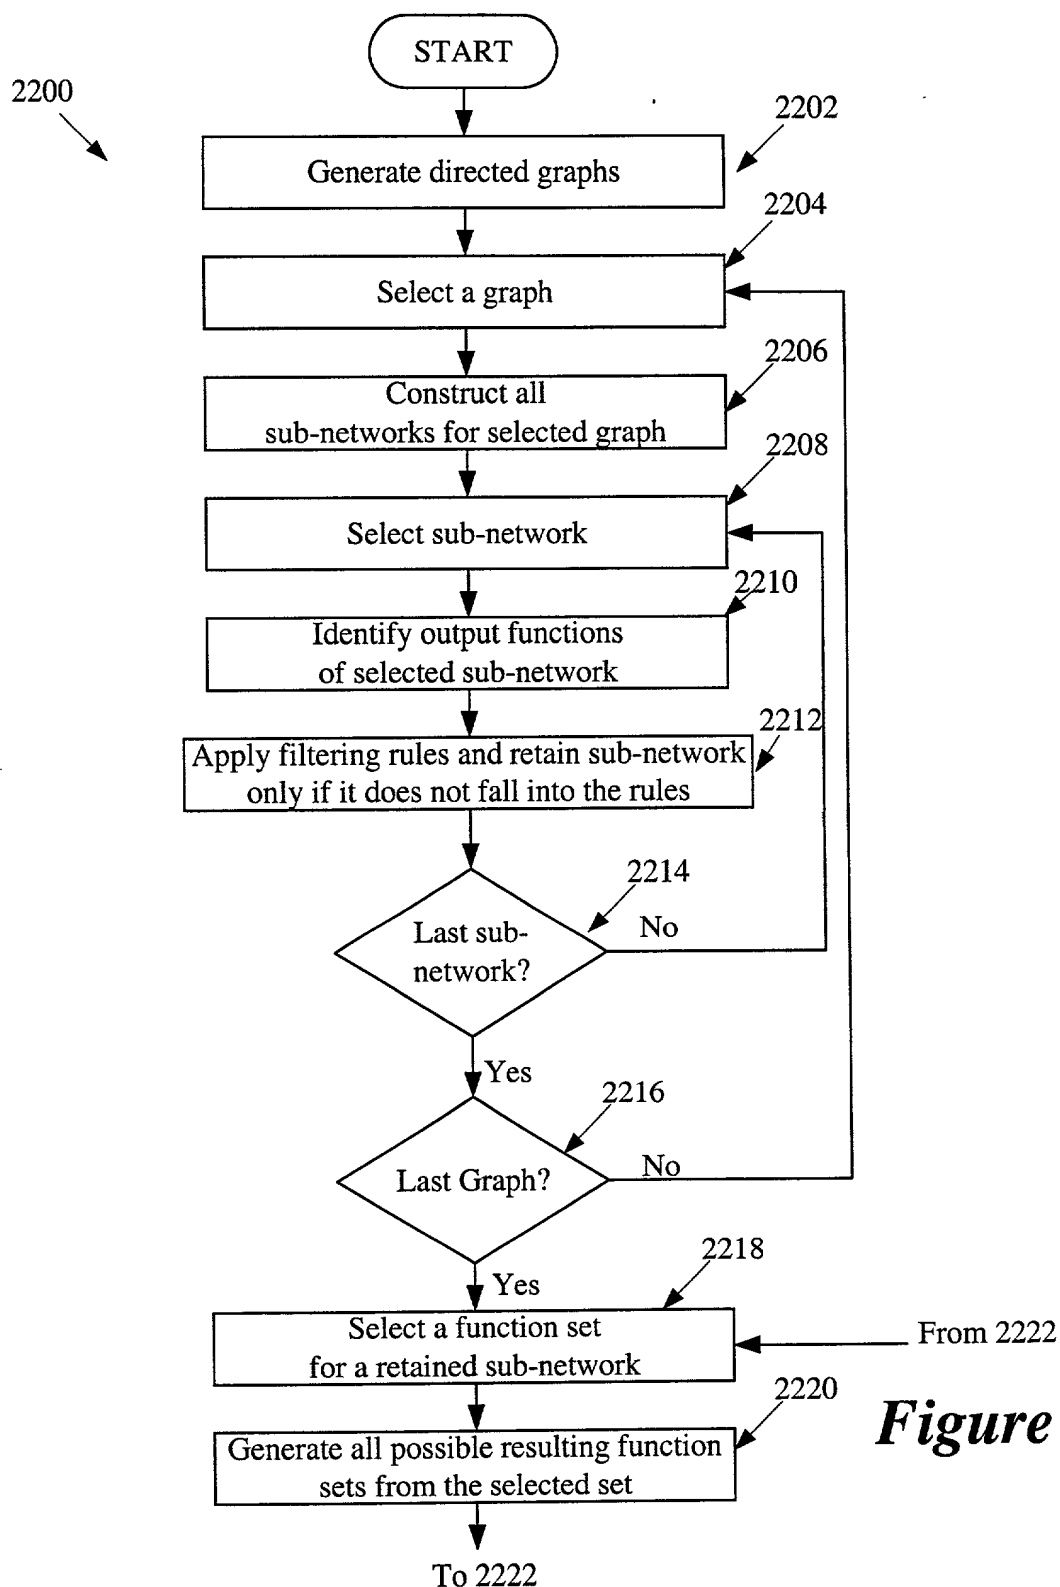 START
2200
2202
Generate directed graphs
2204
Select a graph
2206
Construct all
sub-networks for selected graph
2208
Select sub-network
2210
Identify output functions
of selected sub-network
2212
Apply filtering rules and retain sub-network
only if it does not fall into the rules
2214
Last sub-
network?
No
Yes
2216
Last Graph?
No
2218
Yes
Select a function set
for a retained sub-network
From 2222
2220
Figure
Generate all possible resulting function
sets from the selected set
To 2222